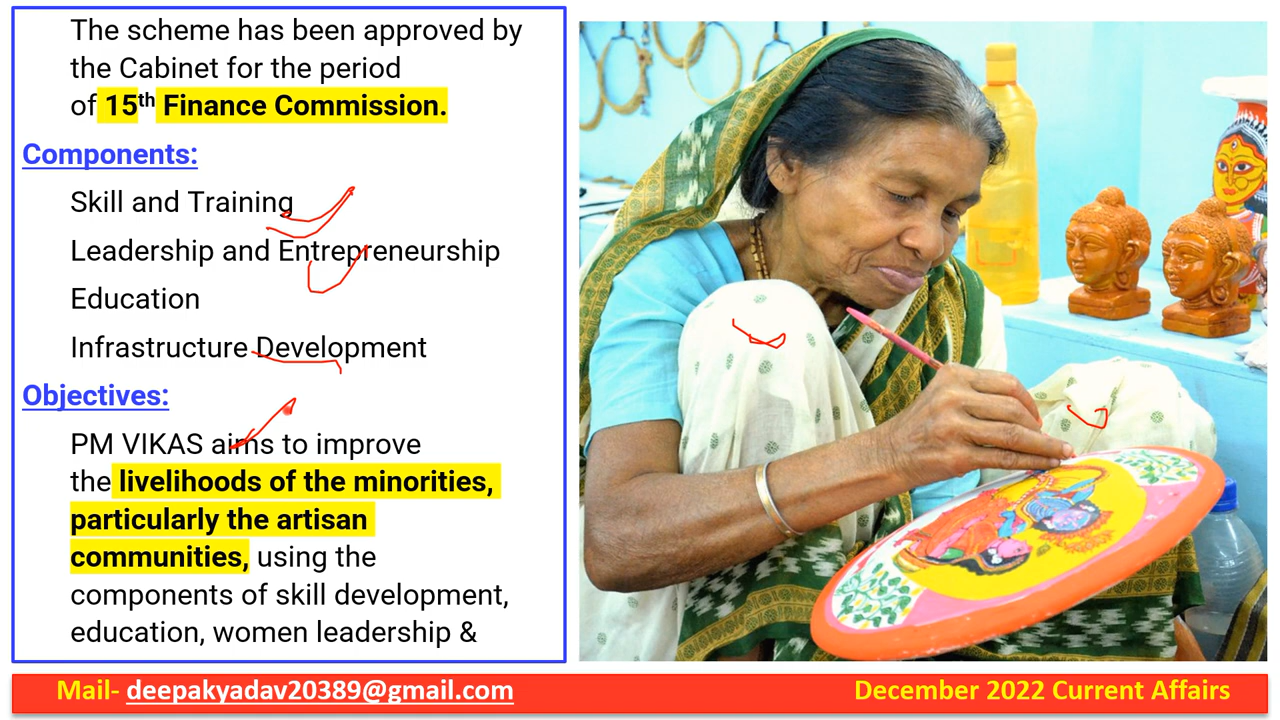 The scheme has been approved by
the Cabinet for the period
of 15th Finance Commission.
Components:
Skill and Training
Leadership and Entrepreneurship
Education
Infrastructure Development
Objectives:
PM VIKAS aims to improve
the livelihoods of the minorities,
particularly the artisan
communities, using the
components of skill development,
education, women leadership &
Mail- deepakyadav20389@gmail.com
December 2022 Current Affairs